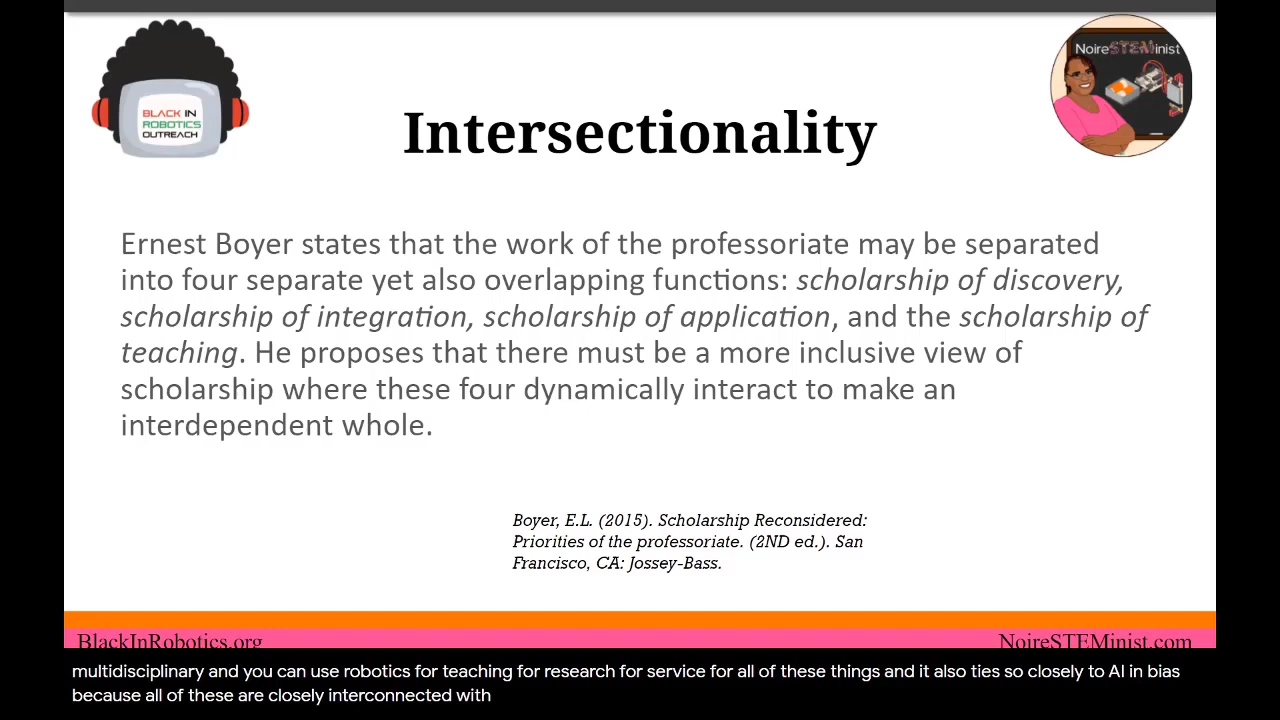 BLACK IN
ROBOTICS
OUTREACH
NoireSTEMinist
Intersectionality
Ernest Boyer states that the work of the professoriate may be separated
into four separate yet also overlapping functions: scholarship of discovery,
scholarship of integration, scholarship of application, and the scholarship of
teaching. He proposes that there must be a more inclusive view of
scholarship where these four dynamically interact to make an
interdependent whole.
Boyer, E.L. (2015). Scholarship Reconsidered:
Priorities of the professoriate. (2ND ed.). San
Francisco, CA: Jossey-Bass.
BlackInRobotics.org
NoireSTEMinist.com
multidisciplinary and you can use robotics for teaching for research for service for all of these things and it also ties so closely to AI in bias
because all of these are closely interconnected with